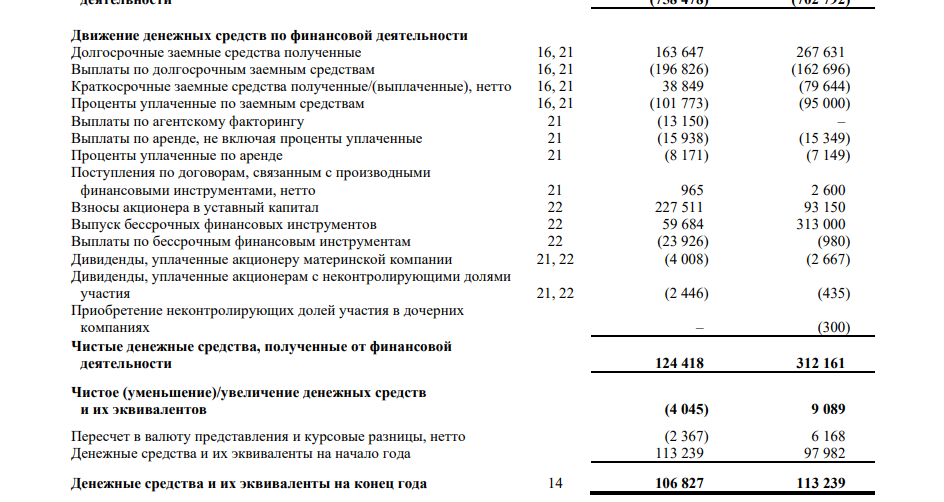 деятельности (738 478) (702 792)
Движение денежных средств по финансовой деятельности
Долгосрочные заемные средства полученные 16, 21 163 647 267 631
Выплаты по долгосрочным заемным средствам 16, 21 (196 826) (162 696)
Краткосрочные заемные средства полученные/(выплаченные), нетто 16, 21 38 849 (79 644)
Проценты уплаченные по заемным средствам 16, 21 (101 773) (95 000)
Выплаты по агентскому факторингу 21 (13 150) –
Выплаты по аренде, не включая проценты уплаченные 21 (15 938) (15 349)
Проценты уплаченные по аренде 21 (8 171) (7 149)
Поступления по договорам, связанным с производными
финансовыми инструментами, нетто 21 965 2 600
Взносы акционера в уставный капитал 22 227 511 93 150
Выпуск бессрочных финансовых инструментов 22 59 684 313 000
Выплаты по бессрочным финансовым инструментам 22 (23 926) (980)
Дивиденды, уплаченные акционеру материнской компании 21, 22 (4 008) (2 667)
Дивиденды, уплаченные акционерам с неконтролирующими долями
участия 21, 22 (2 446) (435)
Приобретение неконтролирующих долей участия в дочерних
компаниях – (300)
Чистые денежные средства, полученные от финансовой
деятельности 124 418 312 161
Чистое (уменьшение)/увеличение денежных средств
и их эквивалентов (4 045) 9 089
Пересчет в валюту представления и курсовые разницы, нетто (2 367) 6 168
Денежные средства и их эквиваленты на начало года 113 239 97 982
Денежные средства и их эквиваленты на конец года 14 106 827 113 239